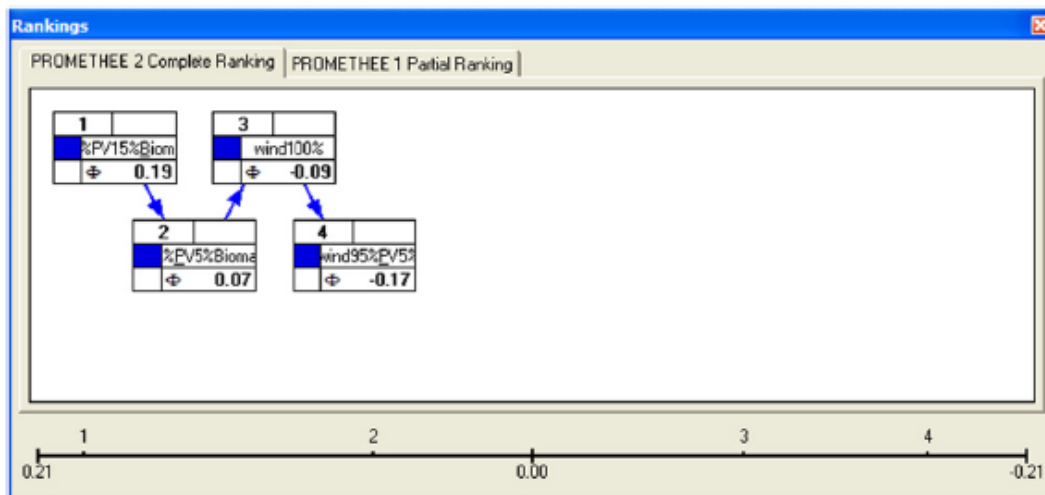 Rankings
PROMETHEE 2 Complete Ranking
PROMETHEE 1 Partial Ranking
1
%PV15%Biom
Φ 0.19
3
wind100%
Φ -0.09
2
%PV5%Bioma
Φ 0.07
4
wind95%PV5%
Φ -0.17
1 2 3 4
0.21 0.00 -0.21